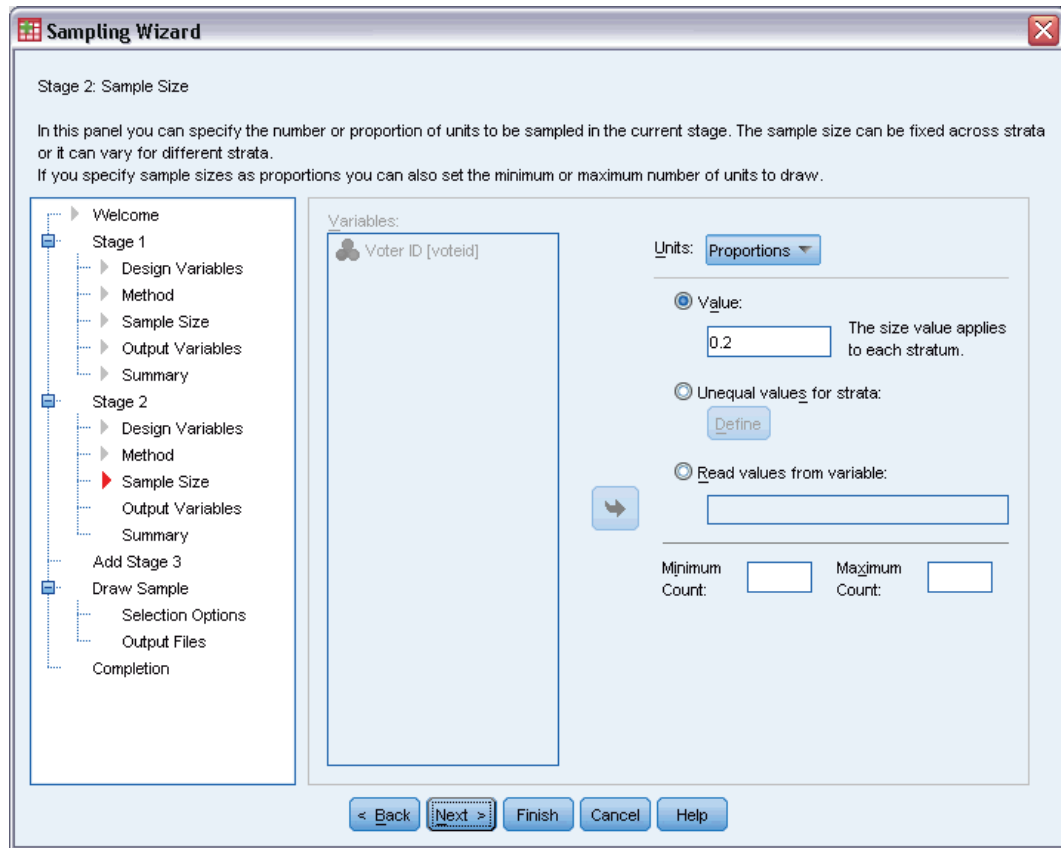 Sampling Wizard
Stage 2: Sample Size
In this panel you can specify the number or proportion of units to be sampled in the current stage. The sample size can be fixed across strata
or it can vary for different strata.
If you specify sample sizes as proportions you can also set the minimum or maximum number of units to draw.
Welcome
Stage 1
Design Variables
Method
Sample Size
Output Variables
Summary
Stage 2
Design Variables
Method
Sample Size
Output Variables
Summary
Add Stage 3
Draw Sample
Selection Options
Output Files
Completion
Variables:
Voter ID [voteid]
Units: Proportions
Value:
0.2
The size value applies
to each stratum.
Unequal values for strata:
Define
Read values from variable:
Minimum
Count:
Maximum
Count:
< Back
Next >
Finish
Cancel
Help